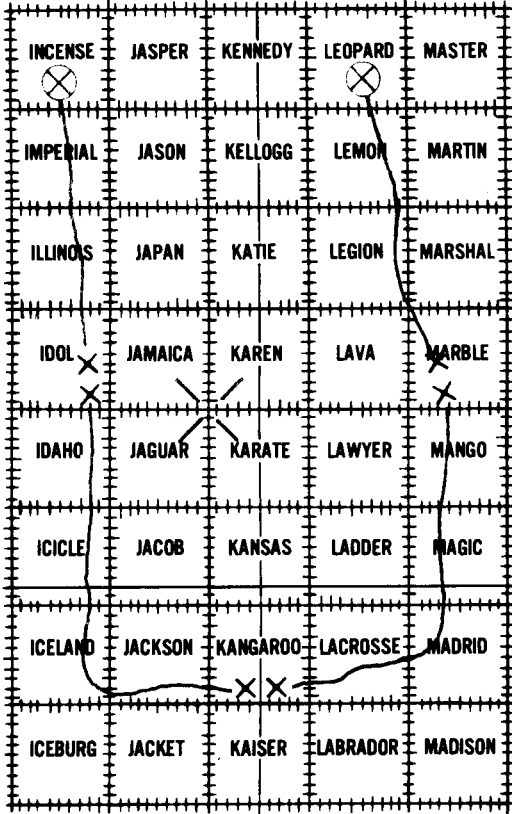 INCENSE JASPER KENNEDY LEOPARD MASTER
IMPERIAL JASON KELLOGG LEMON MARTIN
ILLINOIS JAPAN KATIE LEGION MARSHAL
IDOL JAMAICA KAREN LAVA MARBLE
IDAHO JAGUAR KARATE LAWYER MANGO
ICICLE JACOB KANSAS LADDER MAGIC
ICELAND JACKSON KANGAROO LACROSSE MADRID
ICEBURG JACKET KAISER LABRADOR MADISON